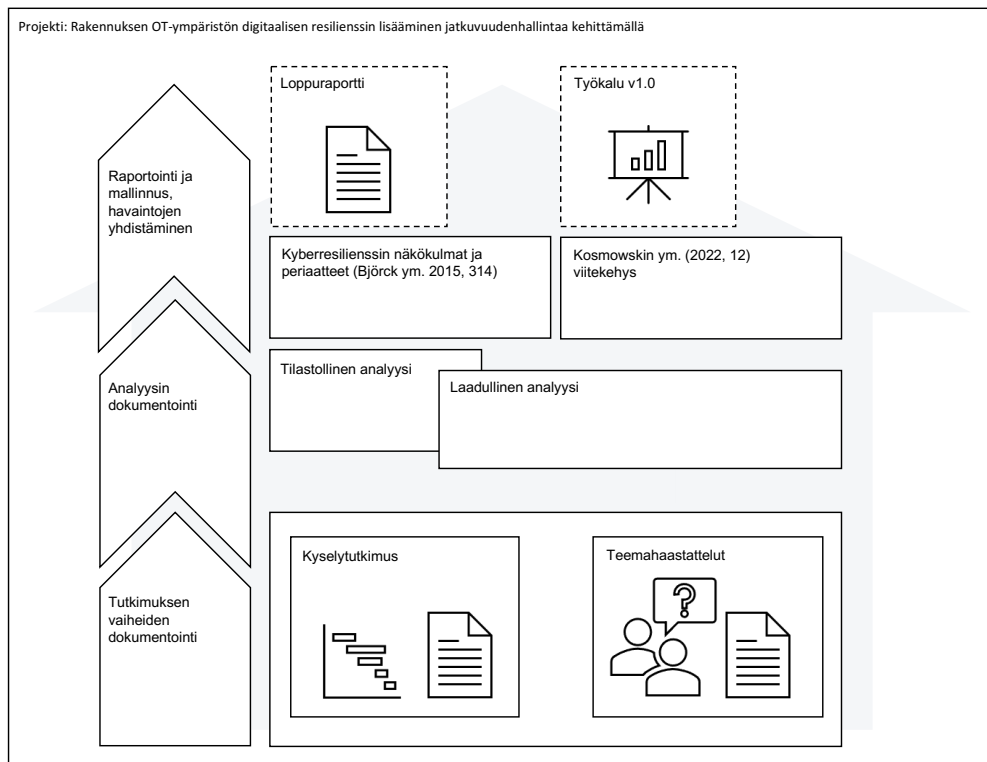 Projekti: Rakennuksen OT-ympäristön digitaalisen resilienssin lisääminen jatkuvuudenhallintaa kehittämällä
Loppuraportti
Työkalu v1.0
Raportointi ja
mallinnus,
havaintojen
yhdistäminen
Kyberresilienssin näkökulmat ja
periaatteet (Björck ym. 2015, 314)
Kosmowskin ym. (2022, 12)
viitekehys
Analyysin
dokumentointi
Tilastollinen analyysi
Laadullinen analyysi
Tutkimuksen
vaiheiden
dokumentointi
Kyselytutkimus
Teemahaastattelut
?